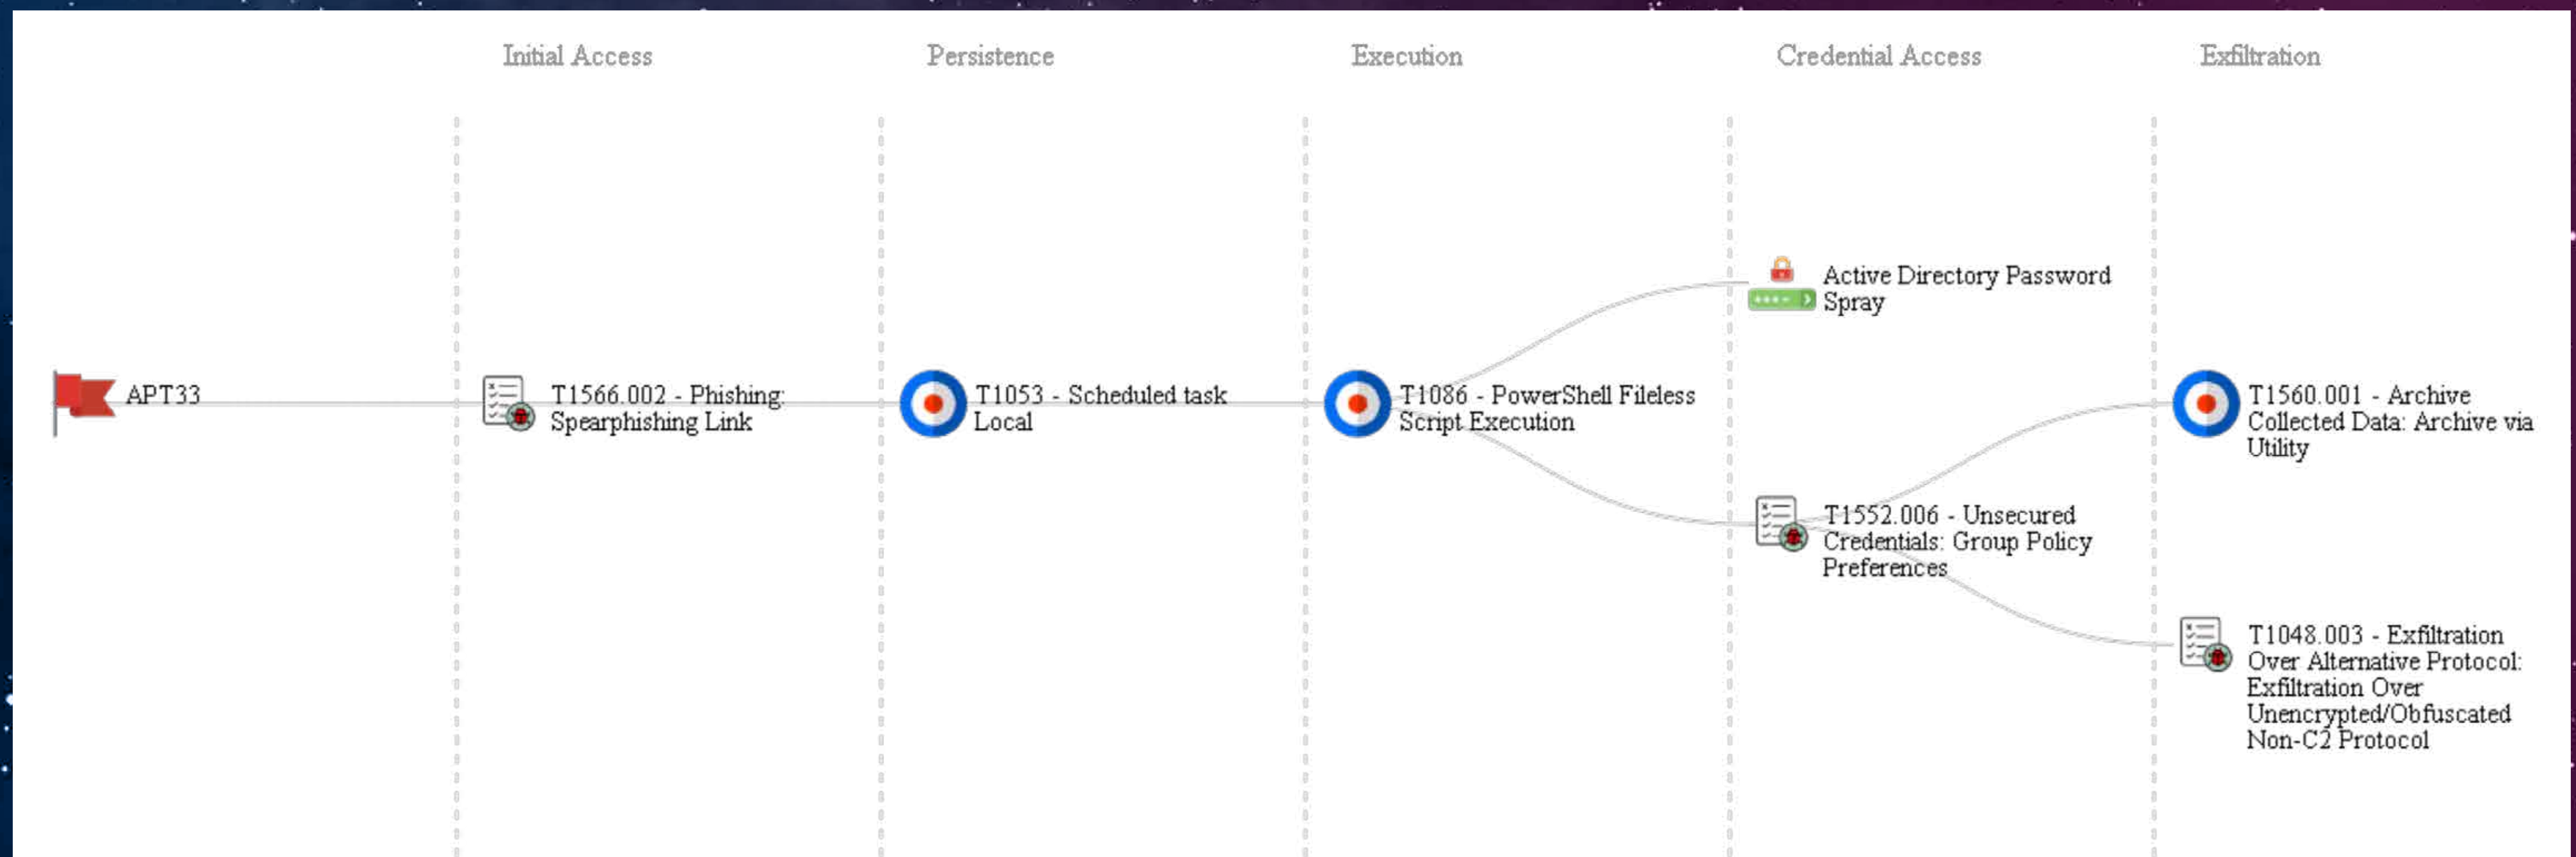 Initial Access
Persistence
Execution
Credential Access
Exfiltration
APT33
T1566.002 - Phishing:
Spearphishing Link
T1053 - Scheduled task
Local
T1086 - PowerShell Fileless
Script Execution
Active Directory Password
Spray
T1552.006 - Unsecured
Credentials: Group Policy
Preferences
T1560.001 - Archive
Collected Data: Archive via
Utility
T1048.003 - Exfiltration
Over Alternative Protocol:
Exfiltration Over
Unencrypted/Obfuscated
Non-C2 Protocol